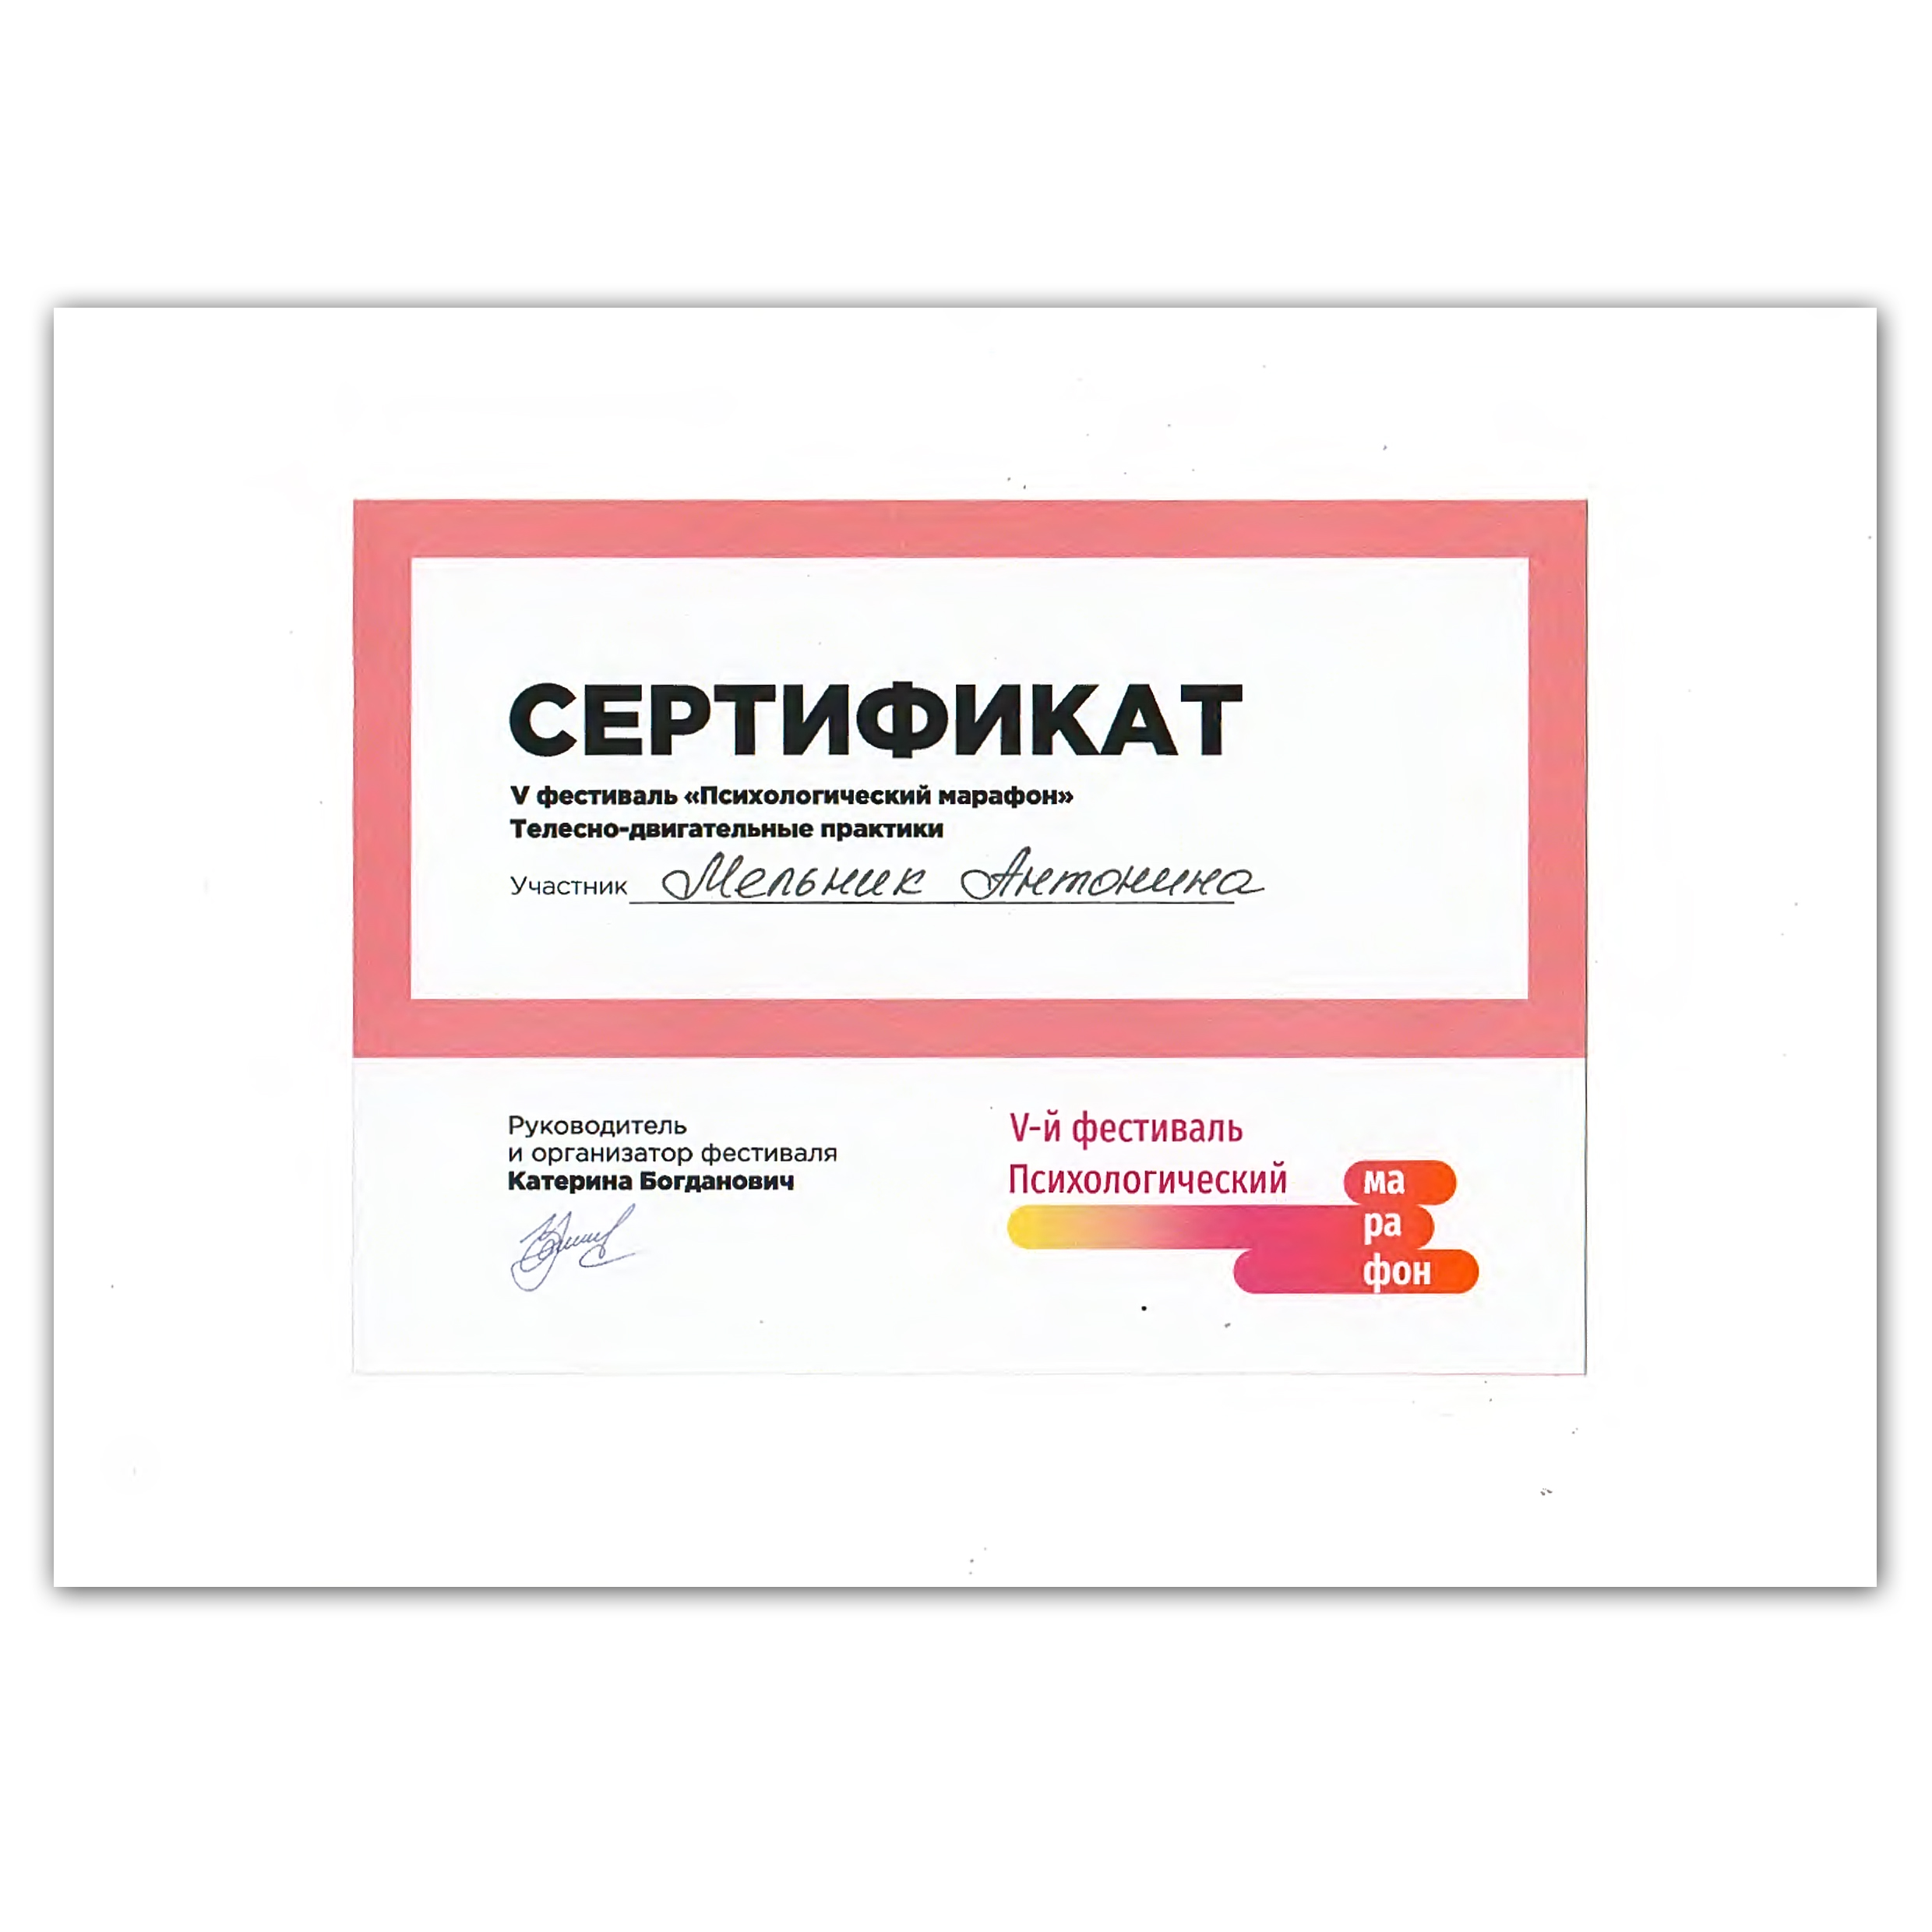 СЕРТИФИКАТ
V фестиваль «Психологический марафон»
Телесно-двигательные практики
Участник Мельник Антонина
Руководитель
и организатор фестиваля
Катерина Богданович
V-й фестиваль
Психологический
ма
ра
фон